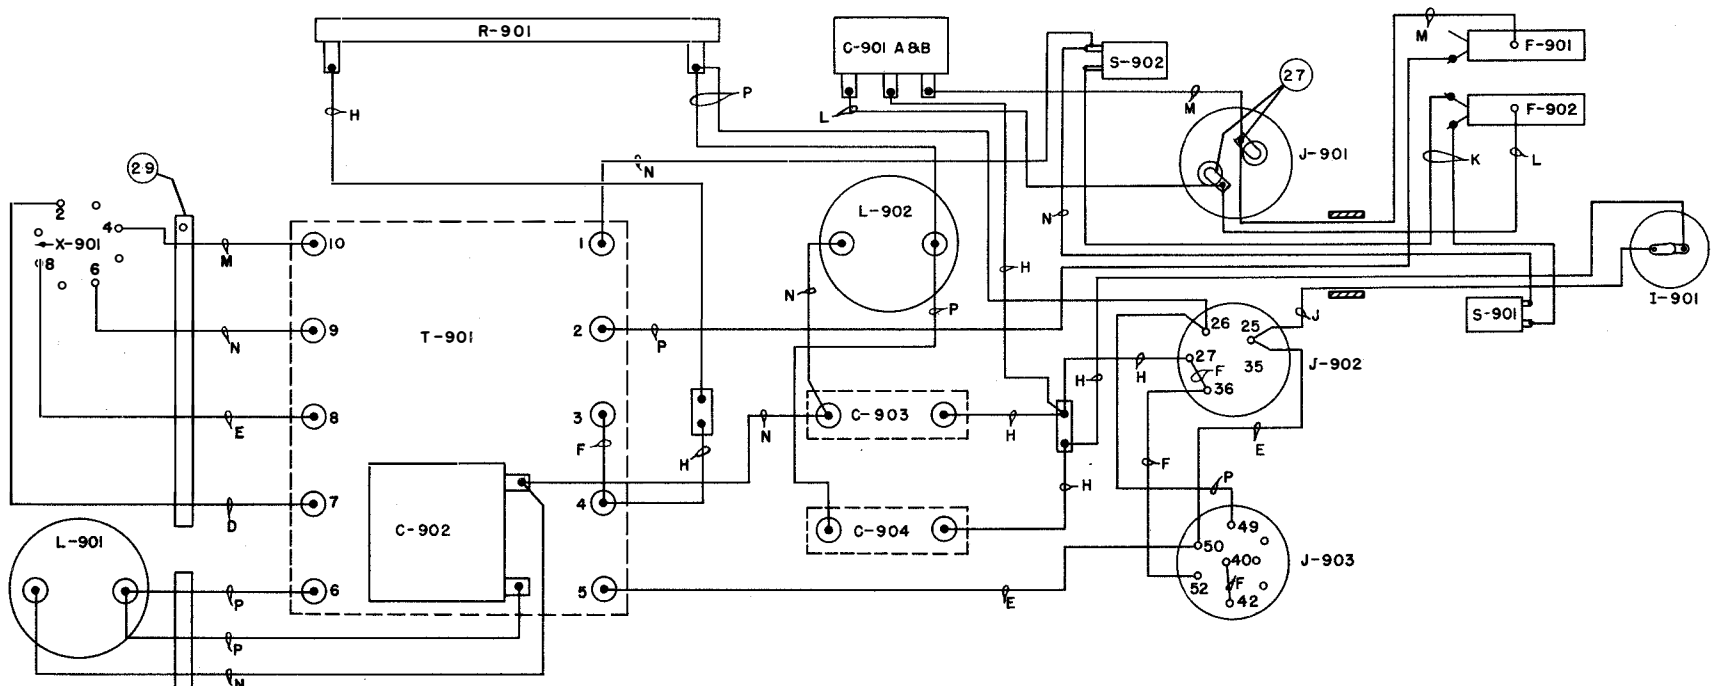 R-901
C-901 A&B
S-902
M
F-901
27
P
H
L
M
F-902
J-901
K
L
29
N
2
4
X-901
8
6
M
10
1
L-902
N
H
I-901
N
9
T-901
2
P
N
P
26
25
J
S-901
27
35
J-902
H
H
F
36
E
8
3
F
H
N
C-903
H
E
F
H
P
7
D
4
C-902
C-904
49
L-901
50
40
J-903
P
6
5
E
52
F
42
P
N